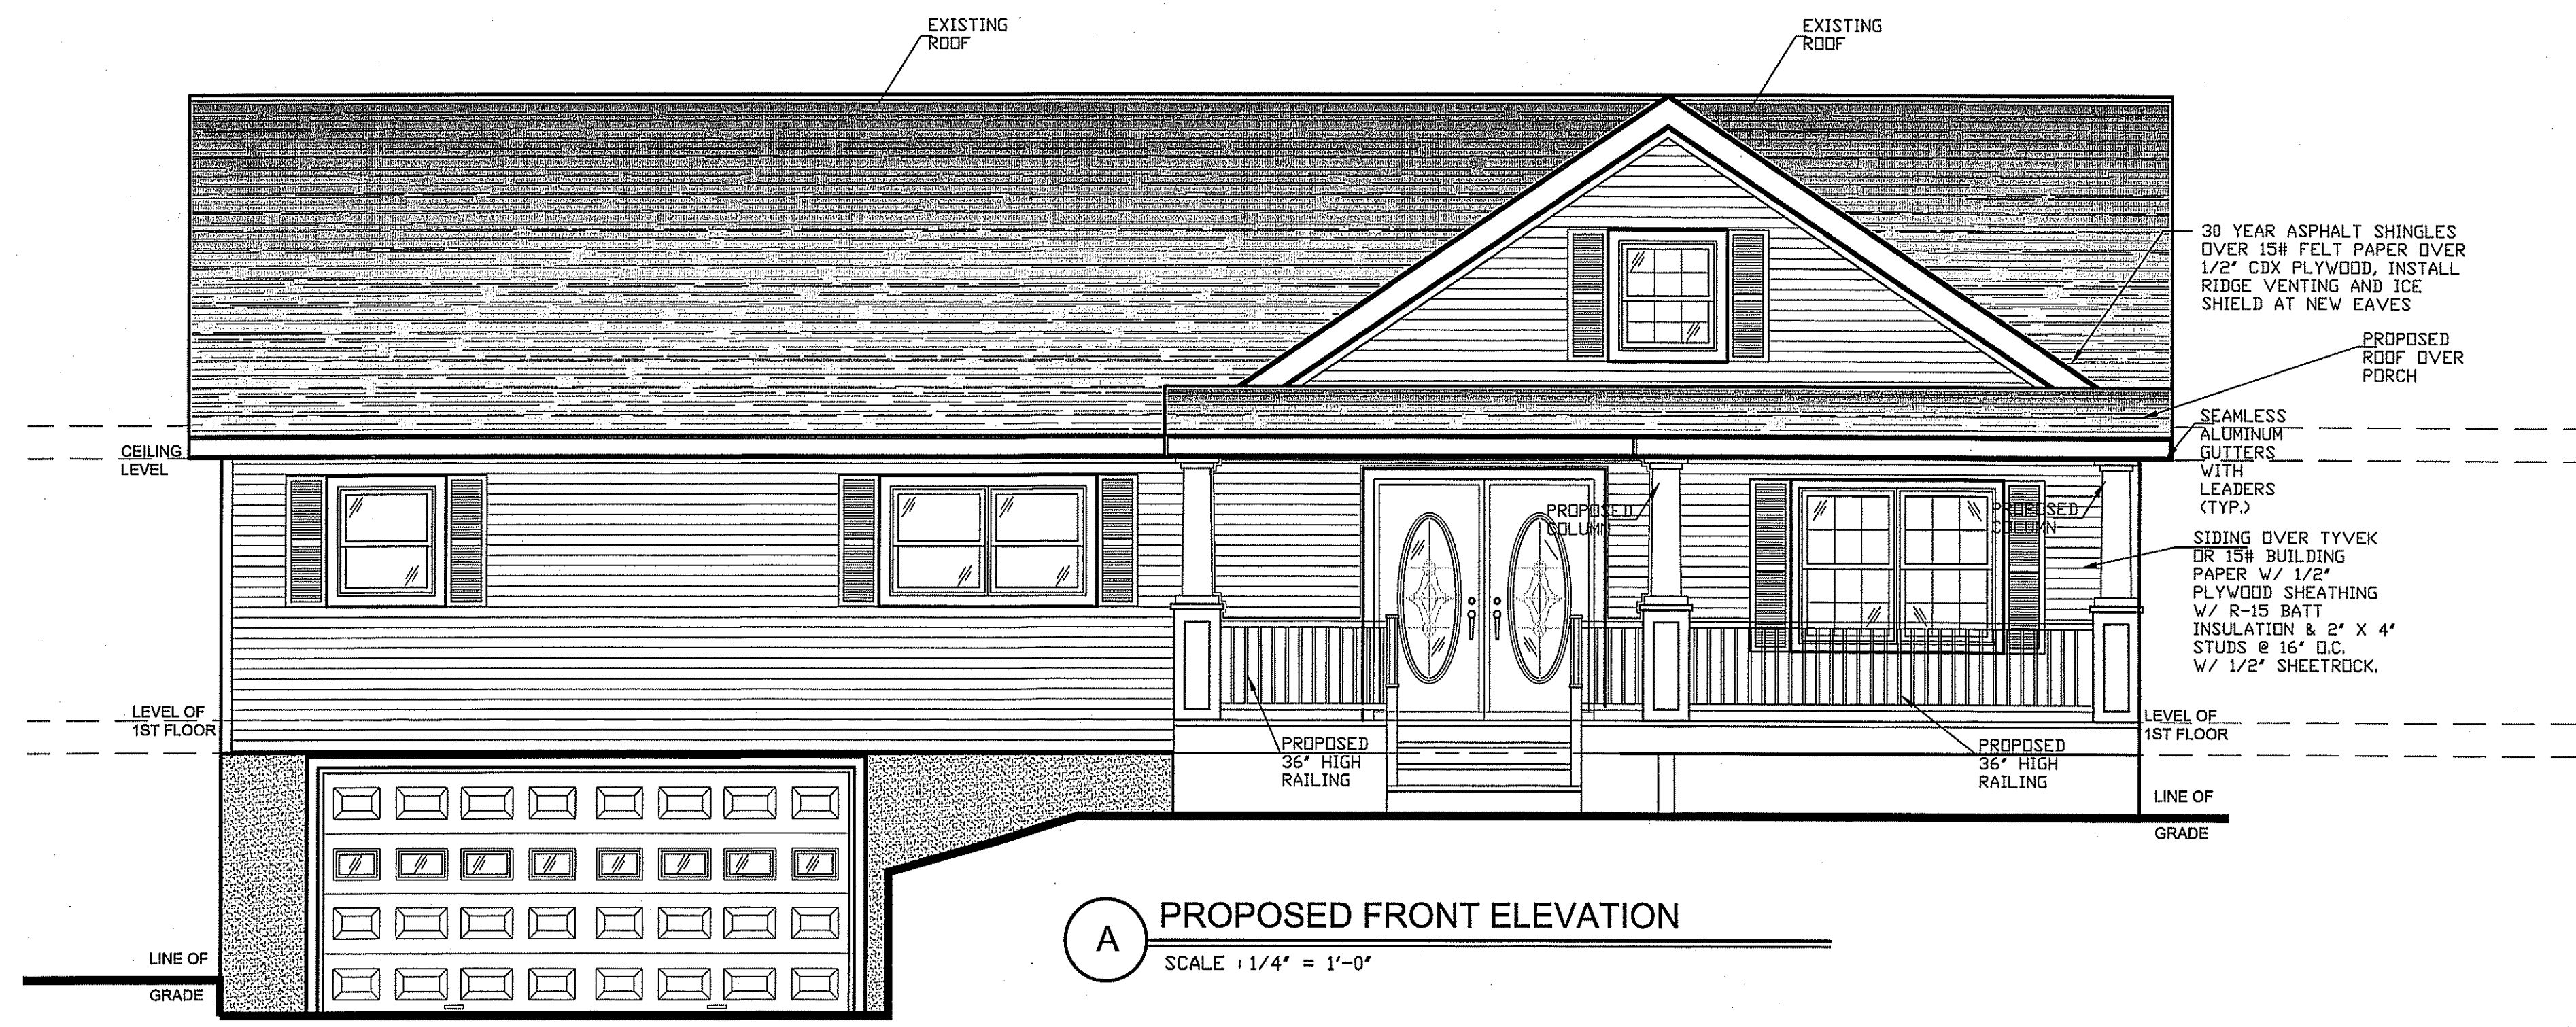 EXISTING
ROOF
EXISTING
ROOF
30 YEAR ASPHALT SHINGLES
OVER 15# FELT PAPER OVER
1/2" CDX PLYWOOD, INSTALL
RIDGE VENTING AND ICE
SHIELD AT NEW EAVES
PROPOSED
ROOF OVER
PORCH
SEAMLESS
ALUMINUM
GUTTERS
WITH
LEADERS
(TYP.)
CEILING
LEVEL
PROPOSED
COLUMN
PROPOSED
COLUMN
SIDING OVER TYVEK
OR 15# BUILDING
PAPER W/ 1/2"
PLYWOOD SHEATHING
W/ R-15 BATT
INSULATION & 2" X 4"
STUDS @ 16" O.C.
W/ 1/2" SHEETROCK.
LEVEL OF
1ST FLOOR
LEVEL OF
1ST FLOOR
PROPOSED
36" HIGH
RAILING
PROPOSED
36" HIGH
RAILING
LINE OF
GRADE
LINE OF
GRADE
A
PROPOSED FRONT ELEVATION
SCALE : 1/4" = 1'-0"